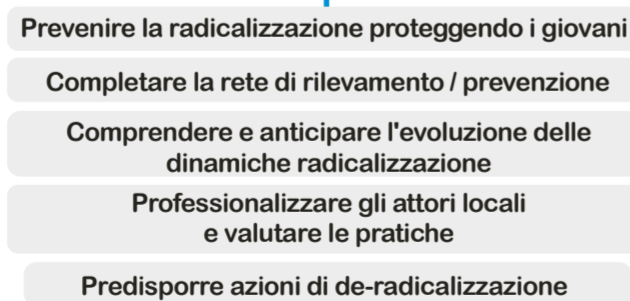 Prevenire la radicalizzazione proteggendo i giovani
Completare la rete di rilevamento / prevenzione
Comprendere e anticipare l'evoluzione delle
dinamiche radicalizzazione
Professionalizzare gli attori locali
e valutare le pratiche
Predisporre azioni di de-radicalizzazione